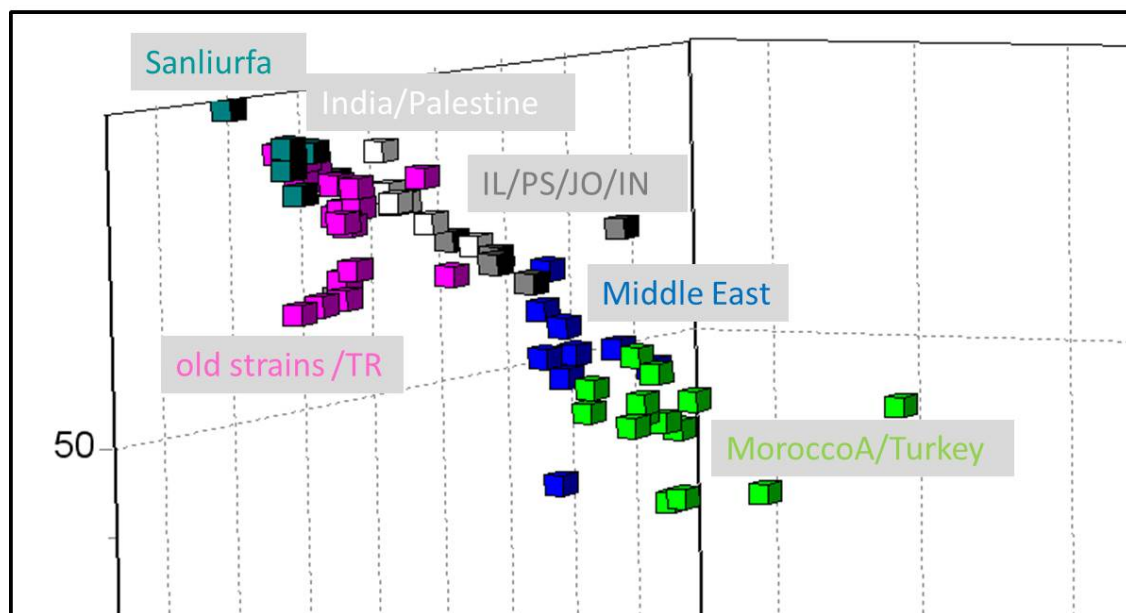 Sanliurfa
India/Palestine
IL/PS/JO/IN
Middle East
old strains /TR
50
MoroccoA/Turkey